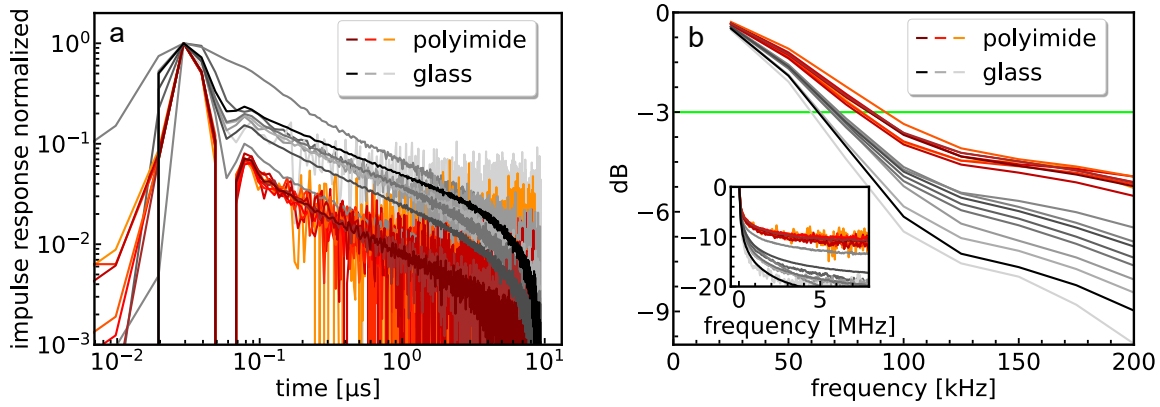 a
polyimide
glass
impulse response normalized
10⁰
10⁻¹
10⁻²
10⁻³
10⁻² 10⁻¹ 10⁰ 10¹
time [µs]
b
polyimide
glass
dB
0
−3
−6
−9
0 50 100 150 200
frequency [kHz]
0
−10
−20
0 5
frequency [MHz]